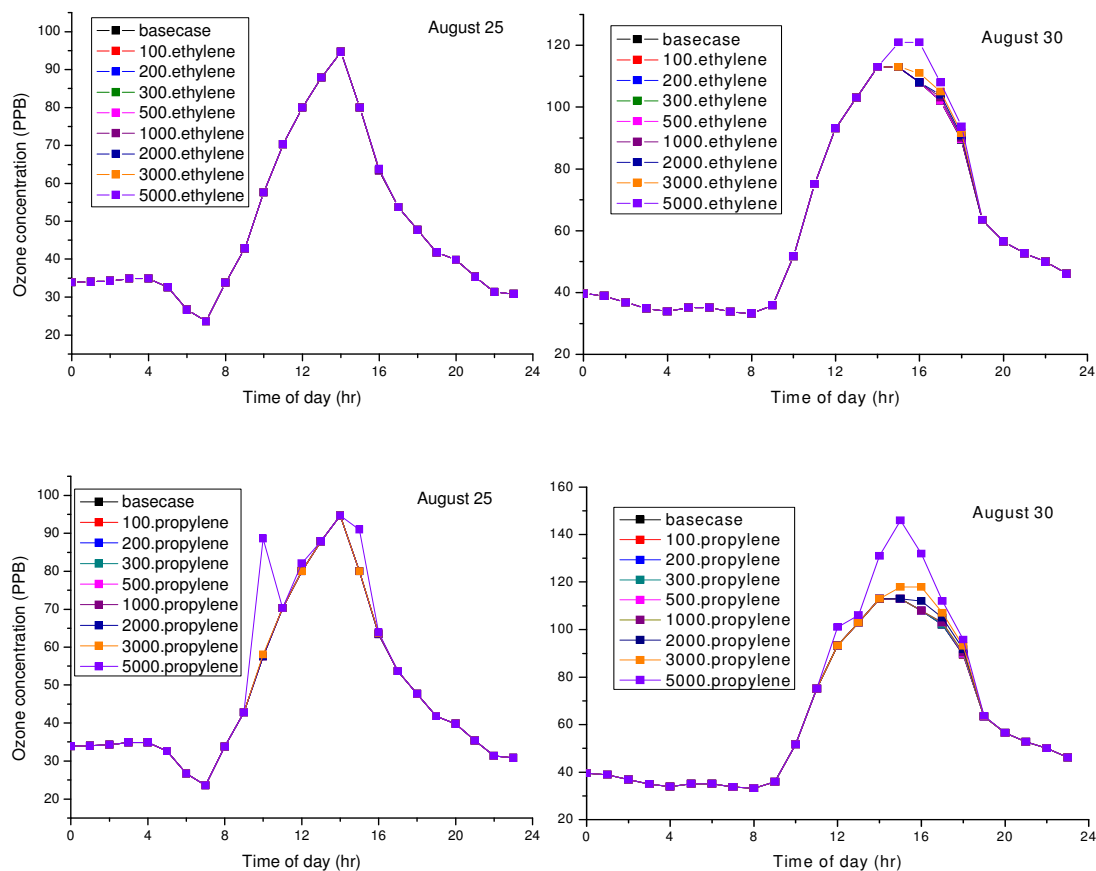 August 25
basecase
100.ethylene
200.ethylene
300.ethylene
500.ethylene
1000.ethylene
2000.ethylene
3000.ethylene
5000.ethylene
Ozone concentration (PPB)
100
90
80
70
60
50
40
30
20
0 4 8 12 16 20 24
Time of day (hr)
August 30
basecase
100.ethylene
200.ethylene
300.ethylene
500.ethylene
1000.ethylene
2000.ethylene
3000.ethylene
5000.ethylene
120
100
80
60
40
20
0 4 8 12 16 20 24
Time of day (hr)
August 25
basecase
100.propylene
200.propylene
300.propylene
500.propylene
1000.propylene
2000.propylene
3000.propylene
5000.propylene
Ozone concentration (PPB)
100
90
80
70
60
50
40
30
20
0 4 8 12 16 20 24
Time of day (hr)
August 30
basecase
100.propylene
200.propylene
300.propylene
500.propylene
1000.propylene
2000.propylene
3000.propylene
5000.propylene
160
140
120
100
80
60
40
20
0 4 8 12 16 20 24
Time of day (hr)